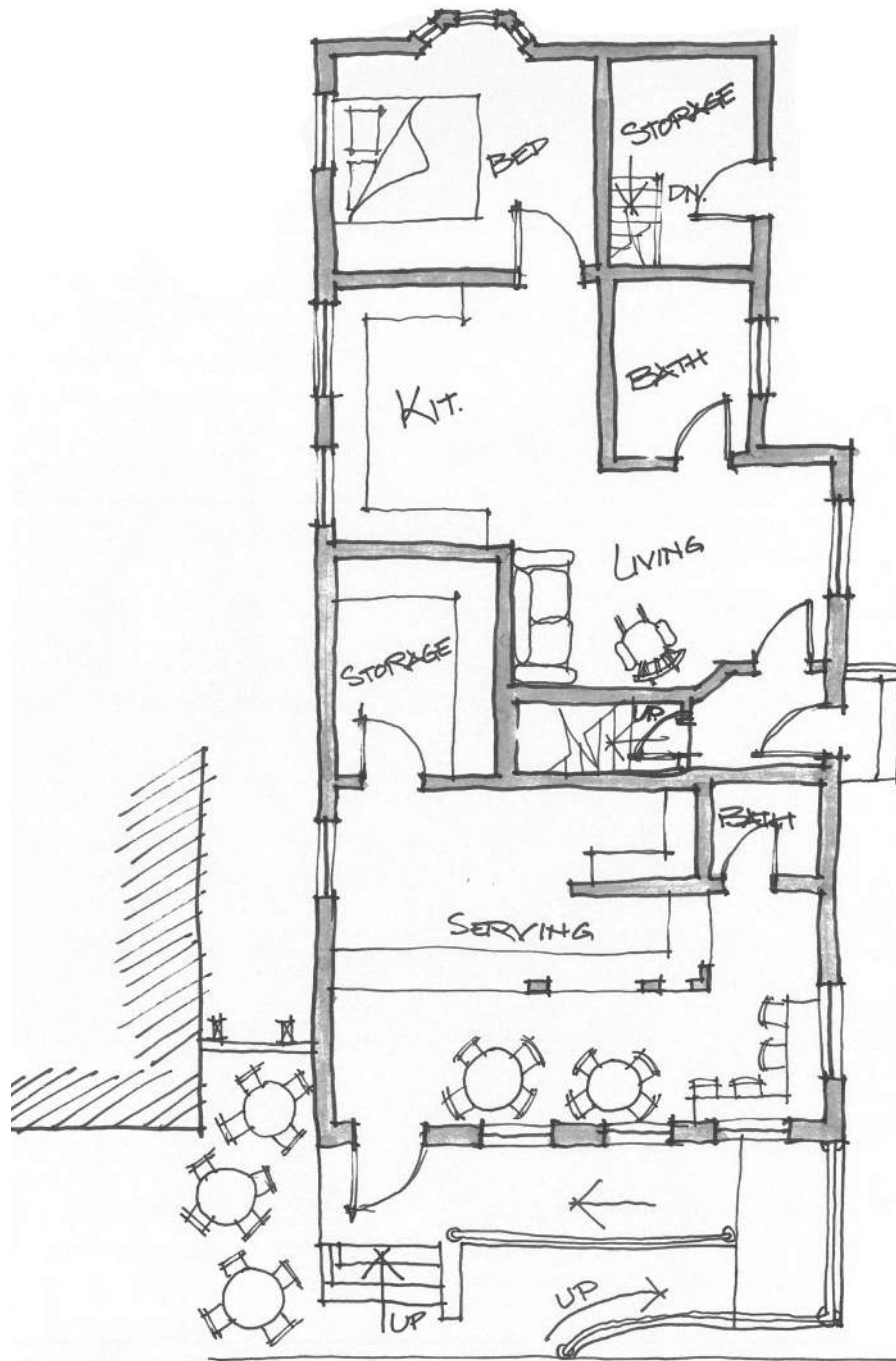 STORAGE
BED
DN.
BATH
KIT.
LIVING
STORAGE
UP
BATH
SERVING
UP
UP